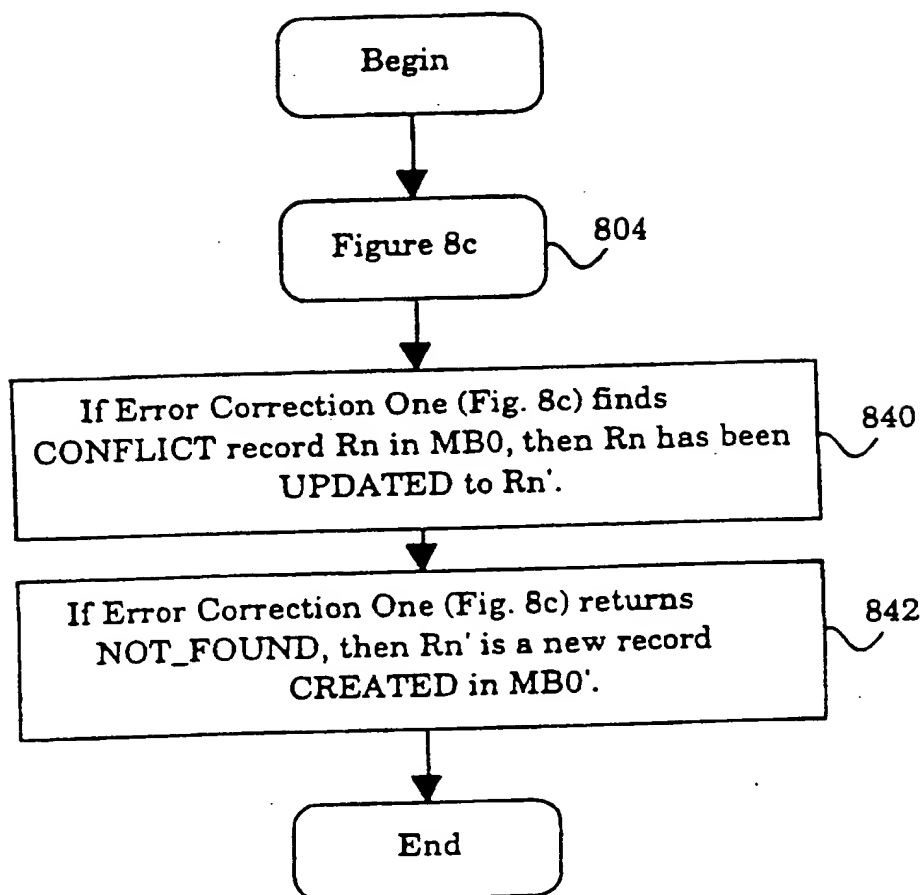 Begin
Figure 8c
804
If Error Correction One (Fig. 8c) finds
CONFLICT record Rn in MB0, then Rn has been
UPDATED to Rn'.
840
If Error Correction One (Fig. 8c) returns
NOT_FOUND, then Rn' is a new record
CREATED in MB0'.
842
End